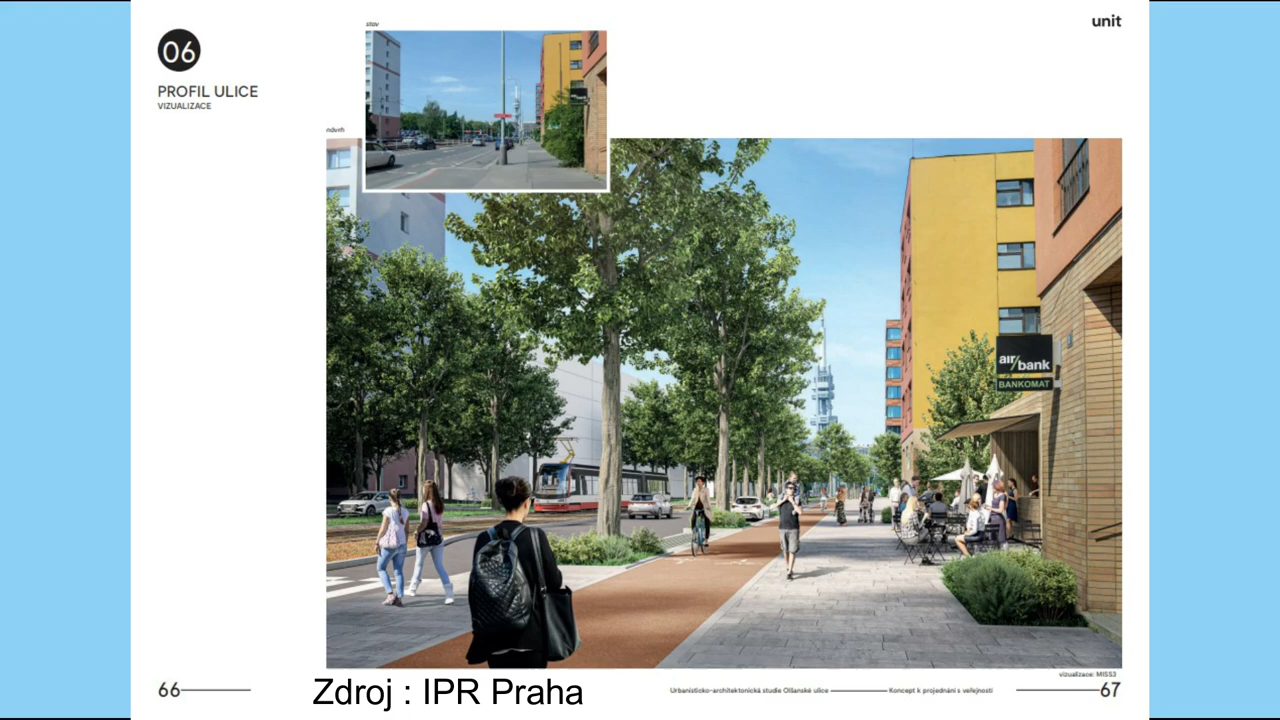 stav
unit
06
PROFIL ULICE
VIZUALIZACE
návrh
air/bank
BANKOMAT
vizualizace: MISS3
66
Zdroj : IPR Praha
Urbanisticko-architektonická studie Olšanské ulice
Koncept k projednání s veřejností
67